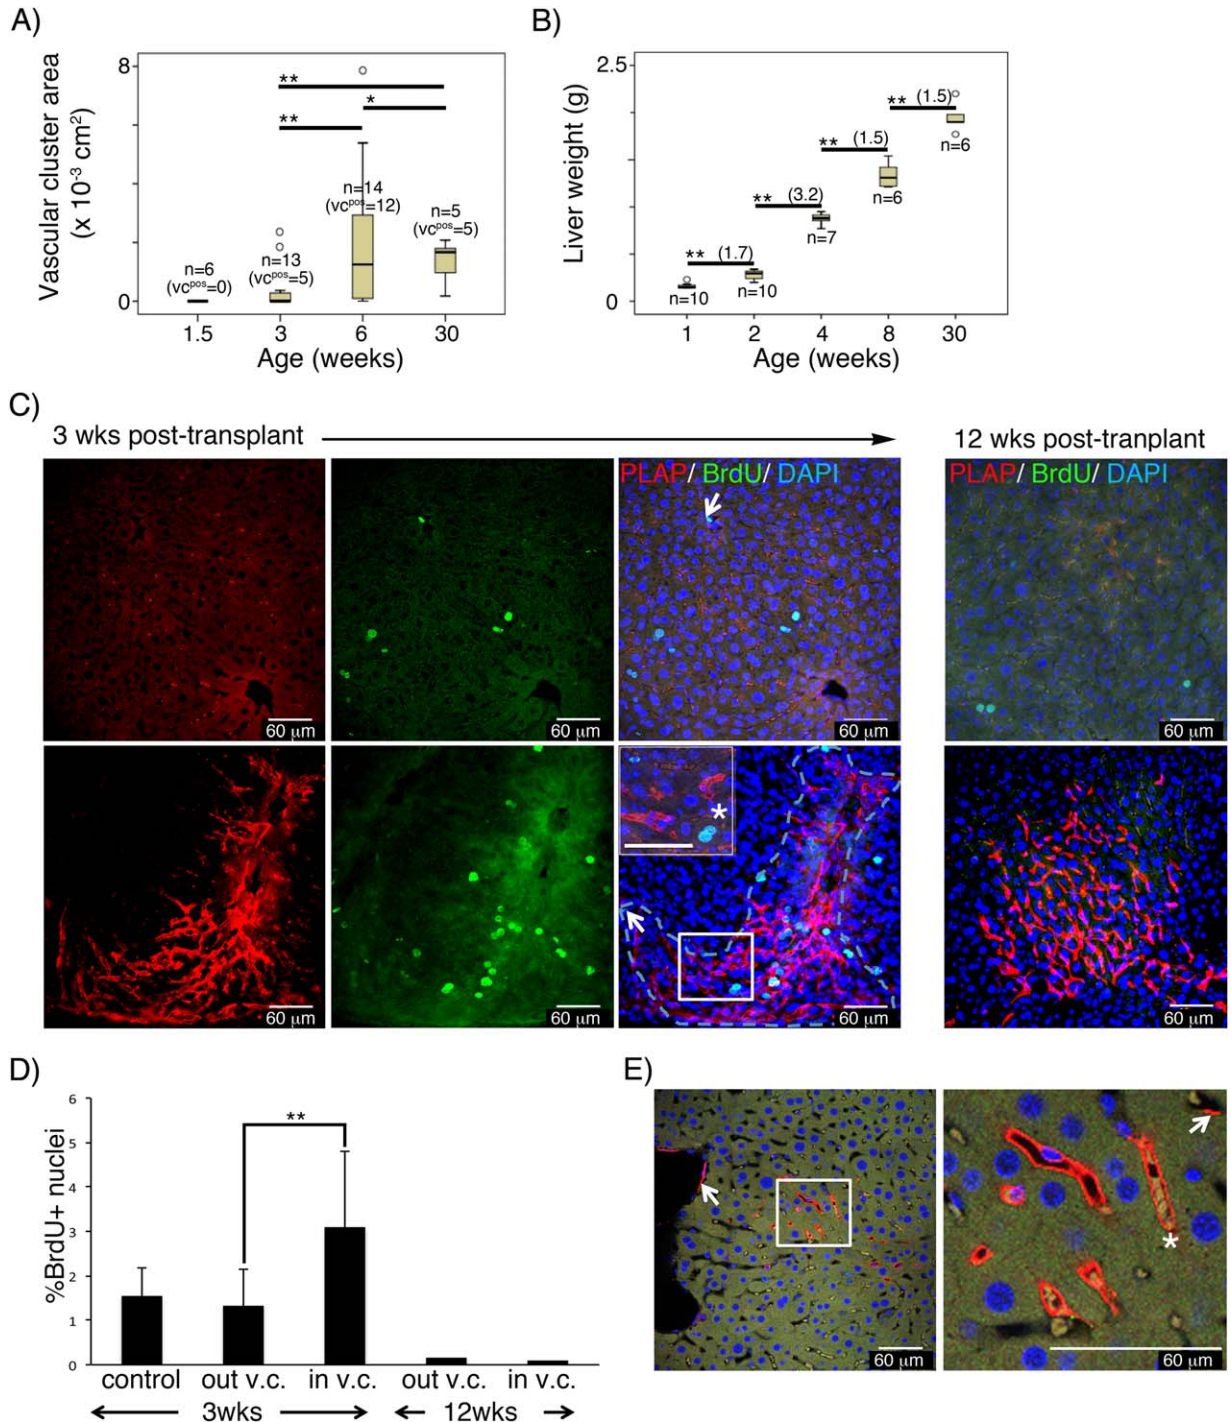 A)
Vascular cluster area
(x 10⁻³ cm²)
8
0
**
*
**
n=6
(vcᵖᵒˢ=0)
n=13
(vcᵖᵒˢ=5)
n=14
(vcᵖᵒˢ=12)
n=5
(vcᵖᵒˢ=5)
1.5 3 6 30
Age (weeks)
B)
Liver weight (g)
2.5
0
** (1.7)
** (3.2)
** (1.5)
** (1.5)
n=10
n=10
n=7
n=6
n=6
1 2 4 8 30
Age (weeks)
C)
3 wks post-transplant
12 wks post-tranplant
PLAP/ BrdU/ DAPI
PLAP/ BrdU/ DAPI
60 μm
60 μm
60 μm
60 μm
*
60 μm
60 μm
60 μm
60 μm
D)
%BrdU+ nuclei
6
5
4
3
2
1
0
**
control out v.c. in v.c. out v.c. in v.c.
3wks 12wks
E)
60 μm
*
60 μm